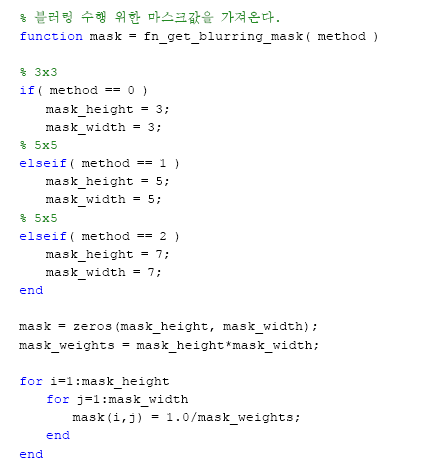 % 블러링 수행 위한 마스크값을 가져온다.
function mask = fn_get_blurring_mask( method )
% 3x3
if( method == 0 )
mask_height = 3;
mask_width = 3;
% 5x5
elseif( method == 1 )
mask_height = 5;
mask_width = 5;
% 5x5
elseif( method == 2 )
mask_height = 7;
mask_width = 7;
end
mask = zeros(mask_height, mask_width);
mask_weights = mask_height*mask_width;
for i=1:mask_height
for j=1:mask_width
mask(i,j) = 1.0/mask_weights;
end
end